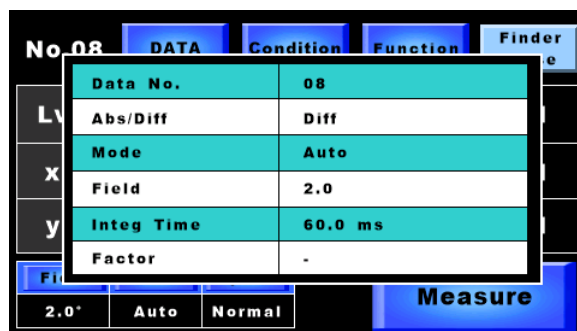 No.08 DATA Condition Function Finder
Data No. 08
Abs/Diff Diff
Mode Auto
Field 2.0
Integ Time 60.0 ms
Factor -
x
y
2.0° Auto Normal Measure